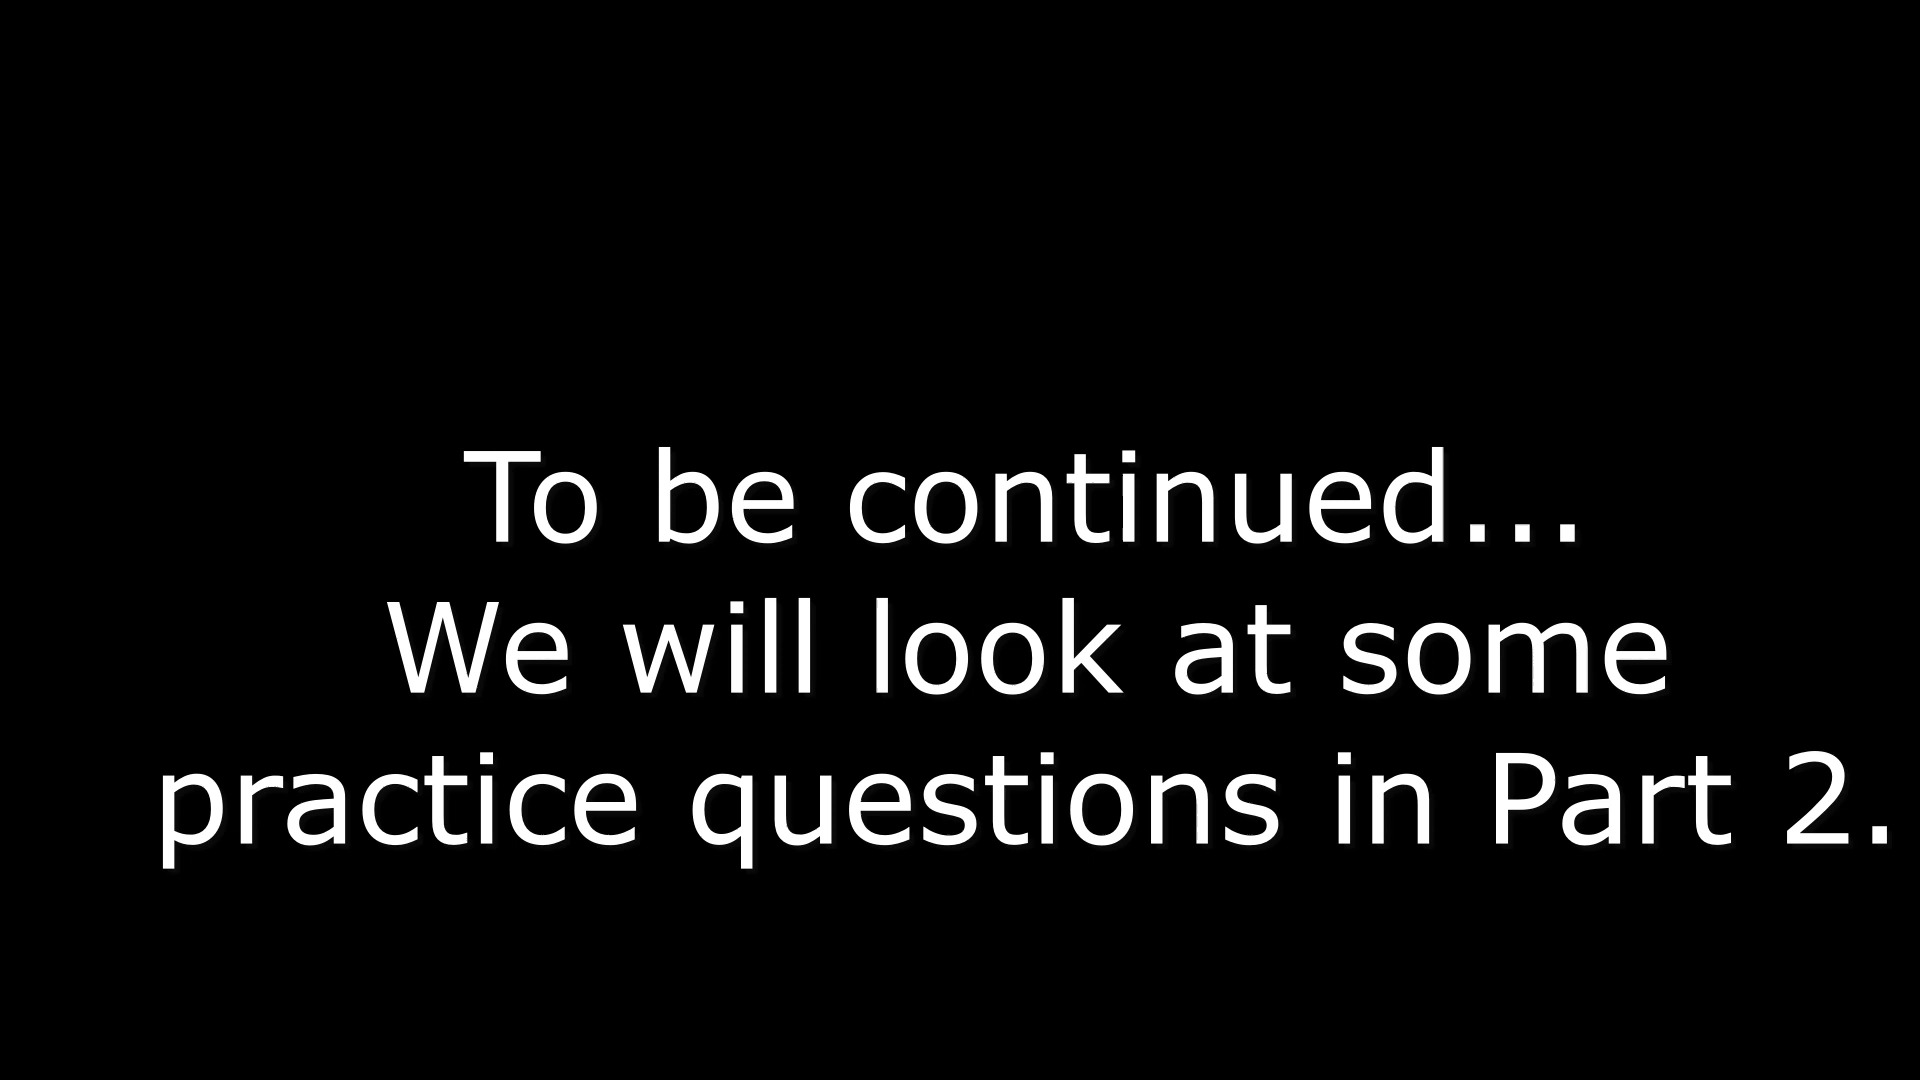 To be continued...
We will look at some
practice questions in Part 2.